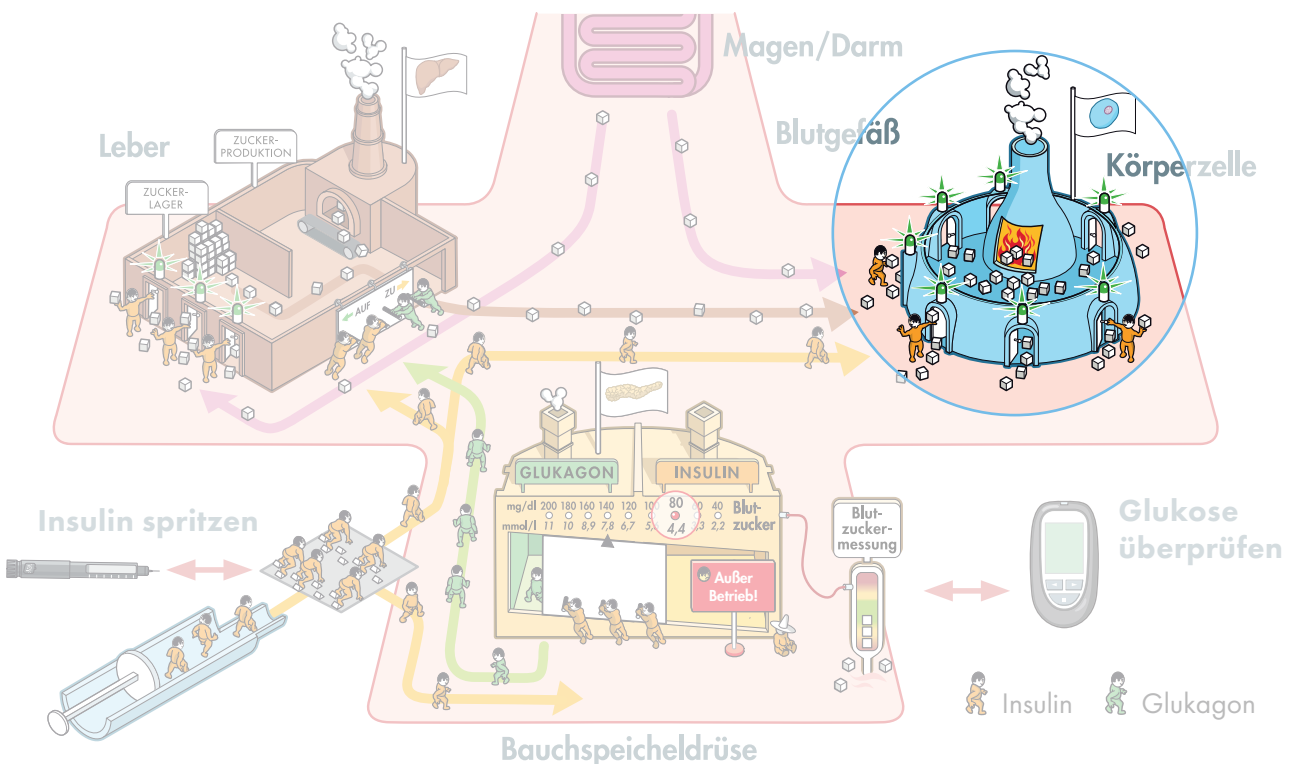 Magen/Darm
Blutgefäß
Körperzelle
Leber
ZUCKER-
PRODUKTION
ZUCKER-
LAGER
AUF
ZU
GLUKAGON
INSULIN
mg/dl 200 180 160 140 120 80 40 Blut-
mmol/l 11 10 8,9 7,8 6,7 4,4 2,2 zucker
Außer
Betrieb!
Blut-
zucker-
messung
Insulin spritzen
Glukose
überprüfen
Insulin
Glukagon
Bauchspeicheldrüse